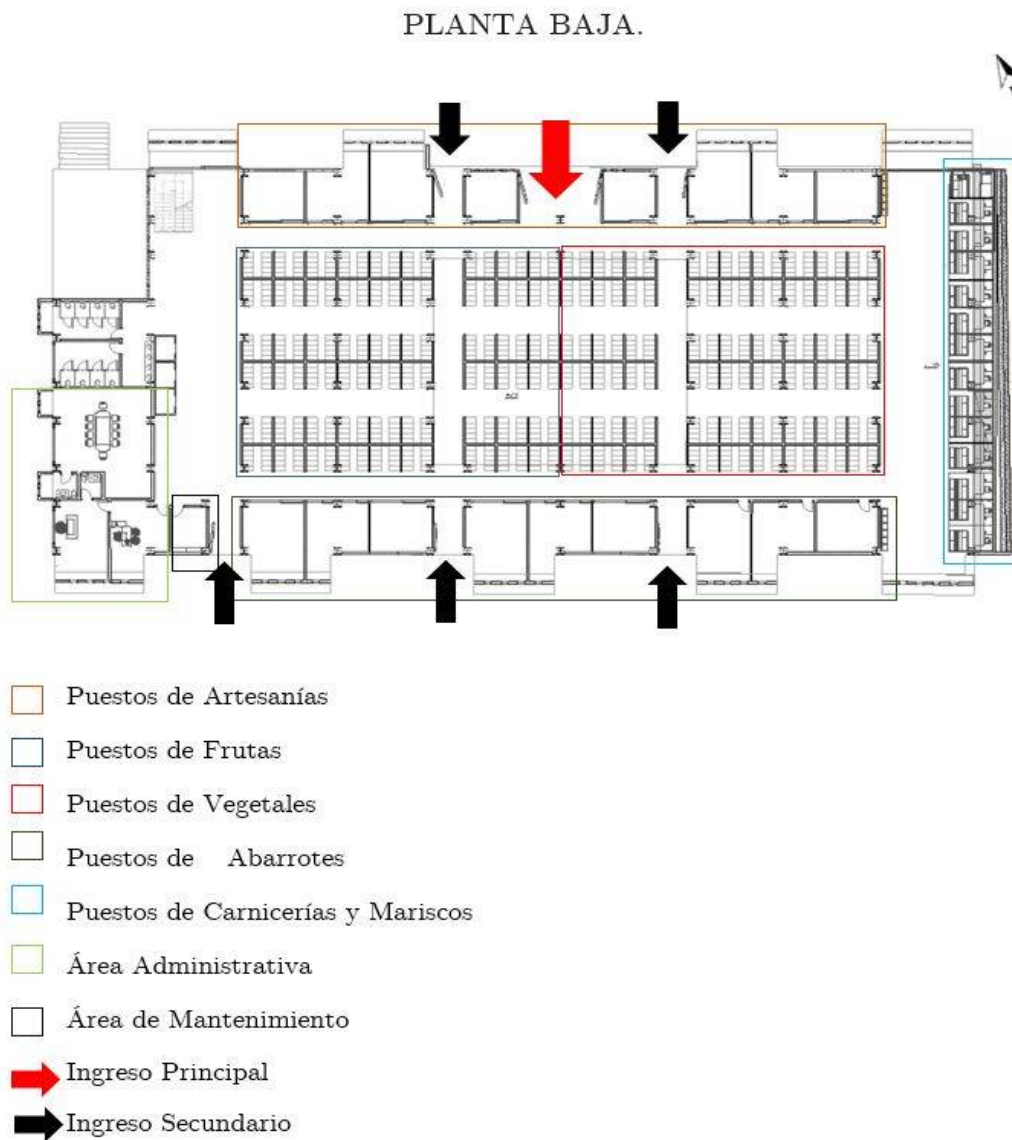 PLANTA BAJA.
Puestos de Artesanías
Puestos de Frutas
Puestos de Vegetales
Puestos de Abarrotes
Puestos de Carnicerías y Mariscos
Área Administrativa
Área de Mantenimiento
Ingreso Principal
Ingreso Secundario